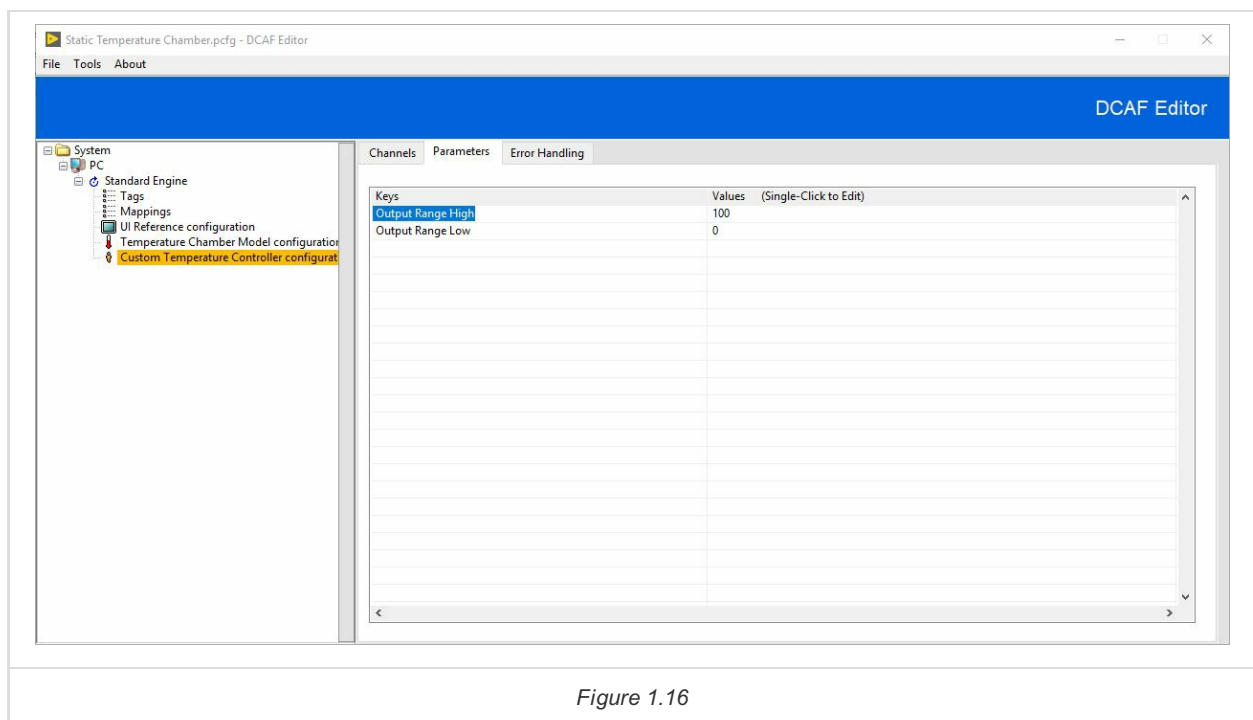 Static Temperature Chamber.pcfg - DCAF Editor
File Tools About
DCAF Editor
System
PC
Standard Engine
Tags
Mappings
UI Reference configuration
Temperature Chamber Model configuration
Custom Temperature Controller configurat
Channels Parameters Error Handling
Keys Values (Single-Click to Edit)
Output Range High 100
Output Range Low 0
Figure 1.16